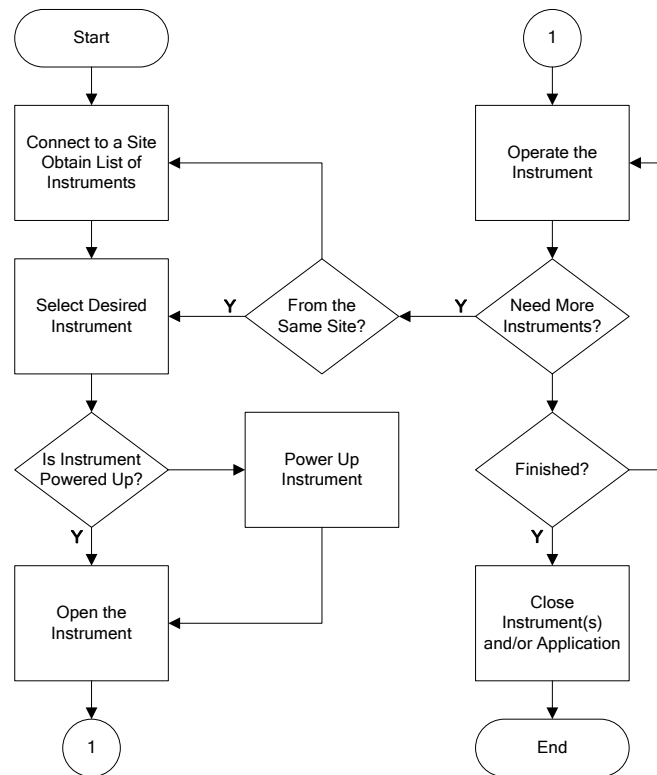 Start
Connect to a Site
Obtain List of
Instruments
Select Desired
Instrument
Is Instrument
Powered Up?
Y
Power Up
Instrument
Open the
Instrument
1
1
Operate the
Instrument
Need More
Instruments?
Y
From the
Same Site?
Y
Finished?
Y
Close
Instrument(s)
and/or Application
End